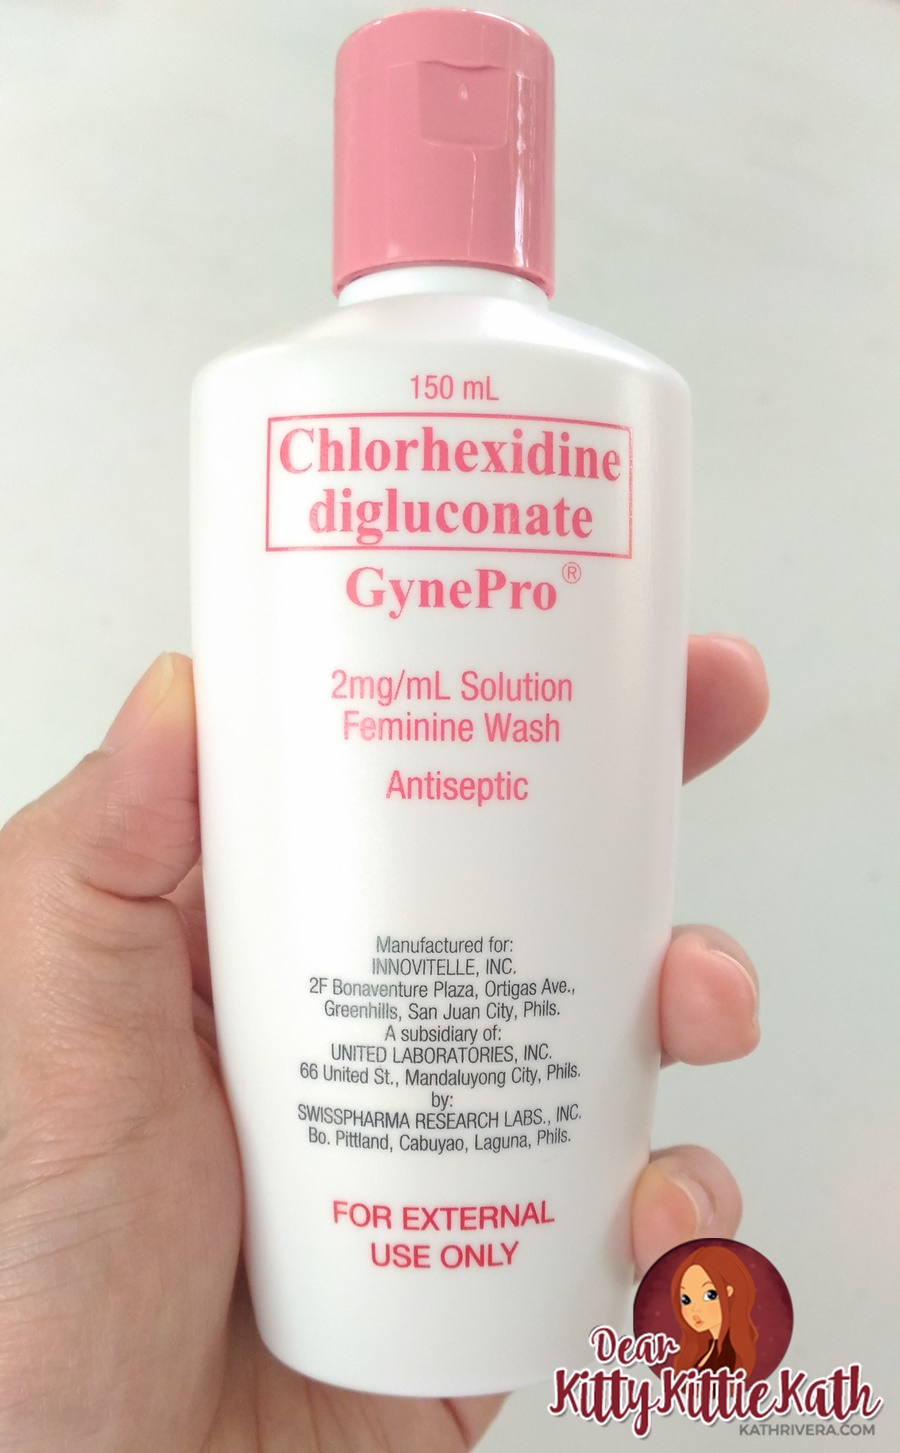 150 mL
Chlorhexidine
digluconate
GynePro®
2mg/mL Solution
Feminine Wash
Antiseptic
Manufactured for:
INNOVITELLE, INC.
2F Bonaventure Plaza, Ortigas Ave.,
Greenhills, San Juan City, Phils.
A subsidiary of:
UNITED LABORATORIES, INC.
66 United St., Mandaluyong City, Phils.
by:
SWISSPHARMA RESEARCH LABS., INC.
Bo. Pittland, Cabuyao, Laguna, Phils.
FOR EXTERNAL
USE ONLY
Dear
KittyKittieKath
KATHRIVERA.COM